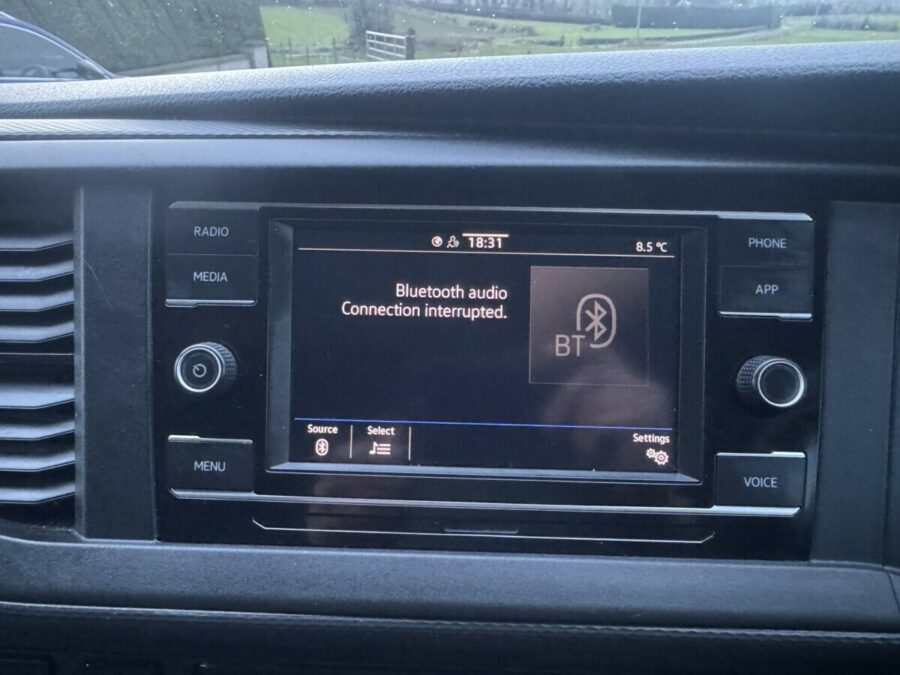 RADIO
MEDIA
MENU
18:31
8.5 °C
Bluetooth audio
Connection interrupted.
BT
Source
Select
Settings
PHONE
APP
VOICE